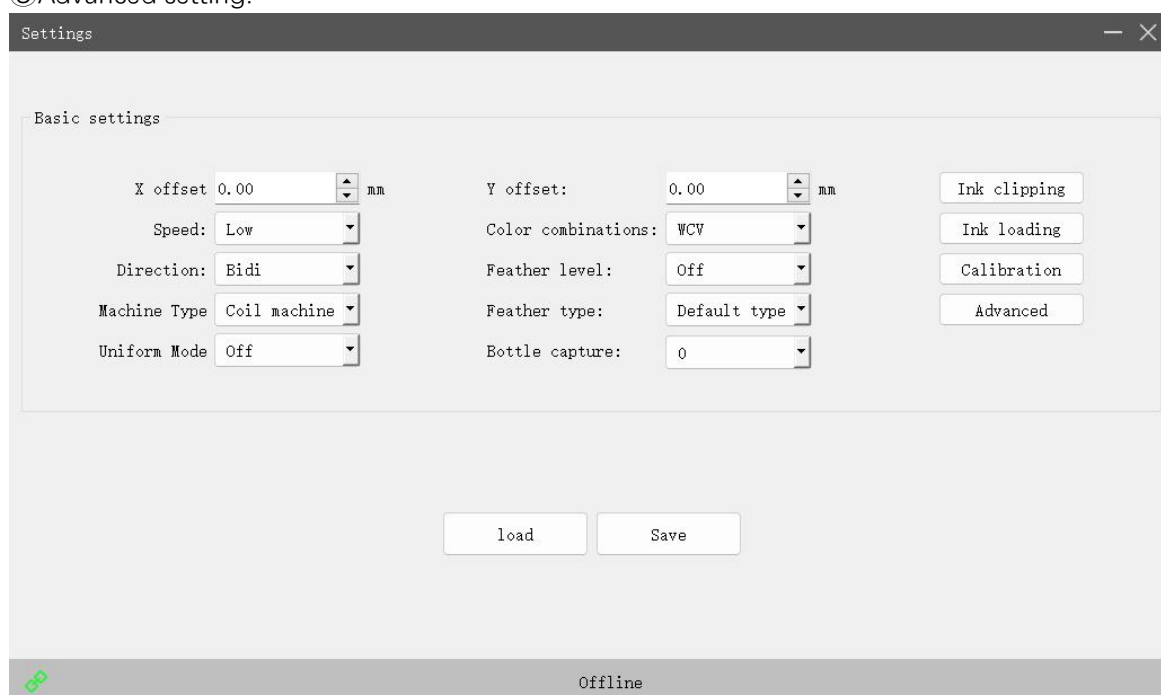 Advanced setting:
Settings
Basic settings
X offset 0.00 mm Y offset: 0.00 mm Ink clipping
Speed: Low Color combinations: WCV Ink loading
Direction: Bidi Feather level: Off Calibration
Machine Type Coil machine Feather type: Default type Advanced
Uniform Mode Off Bottle capture: 0
load Save
Offline